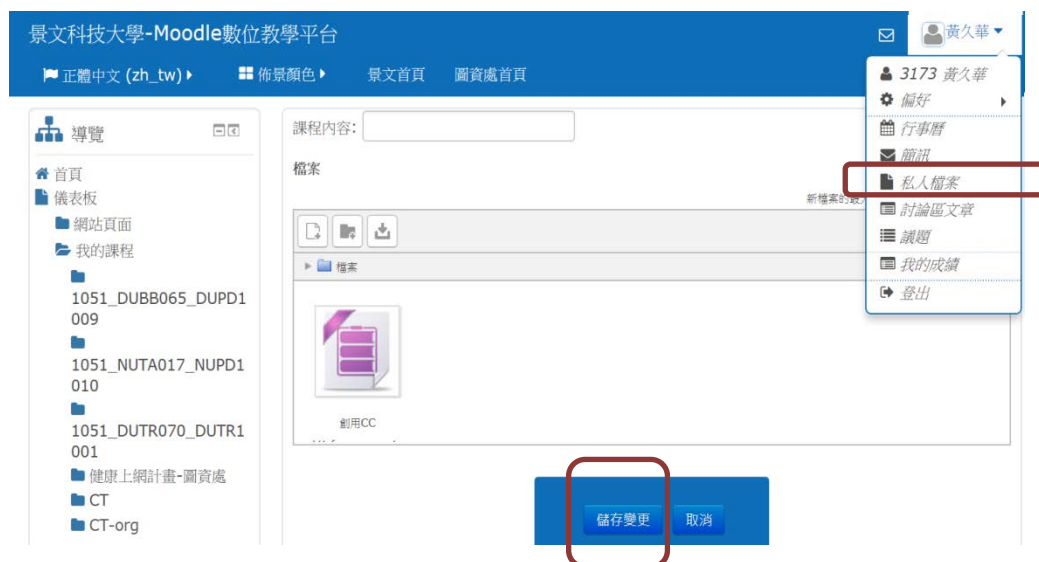 景文科技大學-Moodle數位教學平台
黃久華
正體中文 (zh_tw)
佈景顏色
景文首頁
圖資處首頁
3173 黃久華
偏好
行事曆
簡訊
私人檔案
討論區文章
議題
我的成績
登出
導覽
首頁
儀表板
網站頁面
我的課程
1051_DUBB065_DUPD1
009
1051_NUTA017_NUPD1
010
1051_DUTR070_DUTR1
001
健康上網計畫-圖資處
CT
CT-org
課程內容:
檔案
新檔案的最
檔案
創用CC
儲存變更
取消